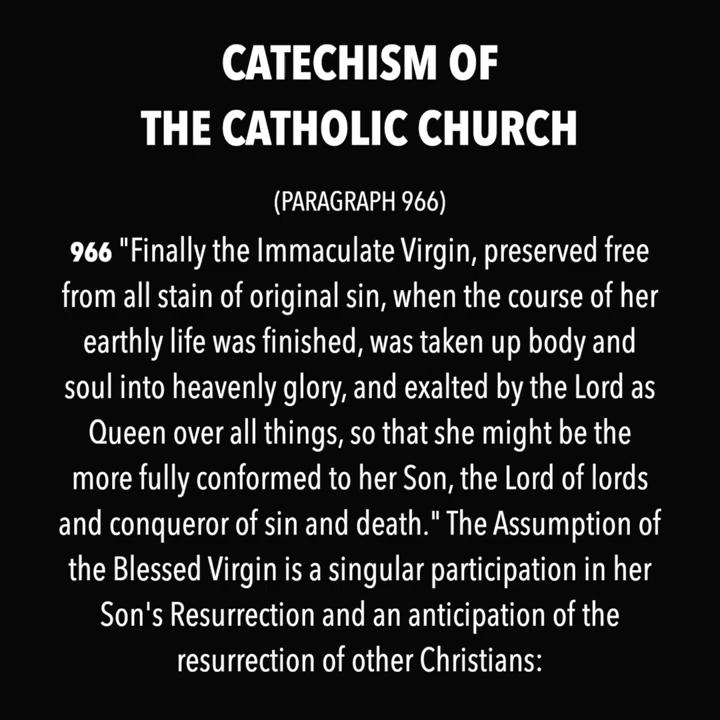 CATECHISM OF
THE CATHOLIC CHURCH
(PARAGRAPH 966)
966 "Finally the Immaculate Virgin, preserved free
from all stain of original sin, when the course of her
earthly life was finished, was taken up body and
soul into heavenly glory, and exalted by the Lord as
Queen over all things, so that she might be the
more fully conformed to her Son, the Lord of lords
and conqueror of sin and death." The Assumption of
the Blessed Virgin is a singular participation in her
Son's Resurrection and an anticipation of the
resurrection of other Christians: